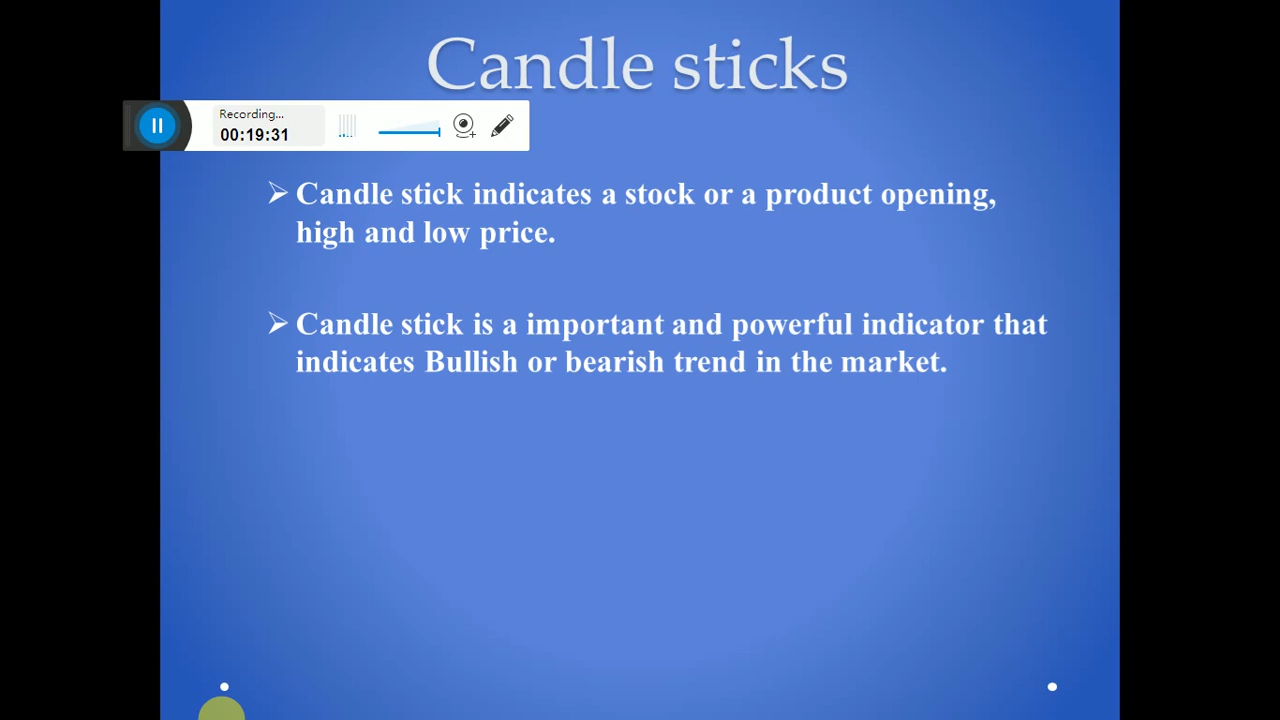 Candle sticks
Recording...
00:19:31
Candle stick indicates a stock or a product opening,
high and low price.
Candle stick is a important and powerful indicator that
indicates Bullish or bearish trend in the market.